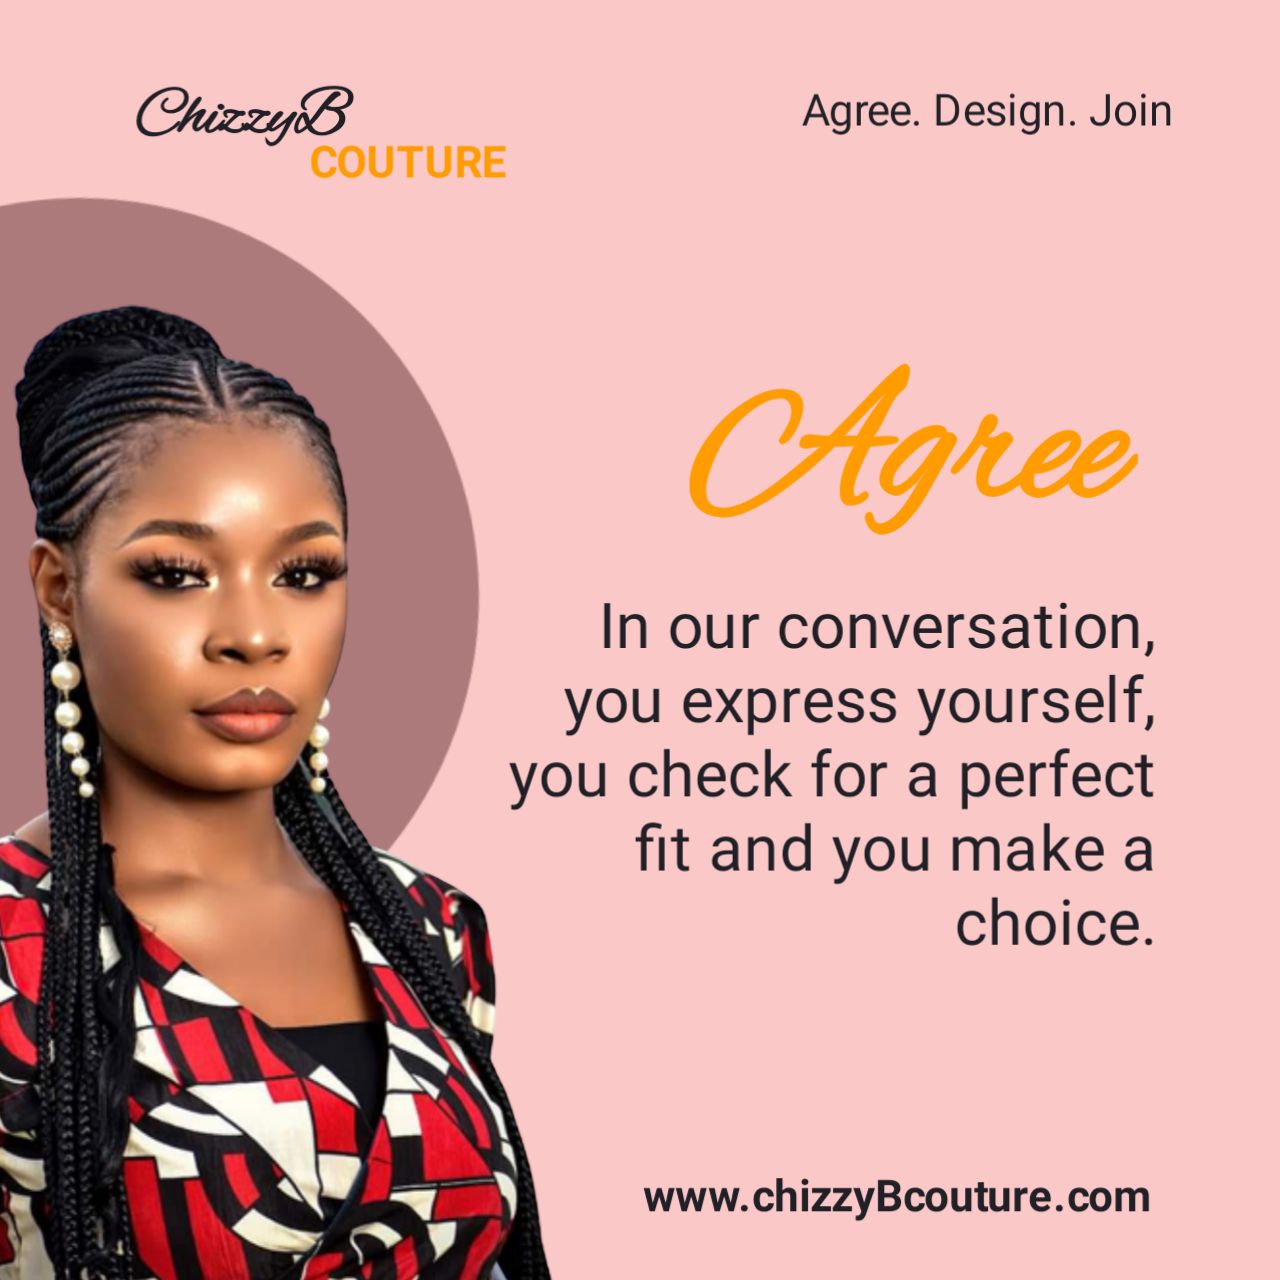 ChizzyB
COUTURE
Agree. Design. Join
Agree
In our conversation,
you express yourself,
you check for a perfect
fit and you make a
choice.
www.chizzyBcouture.com